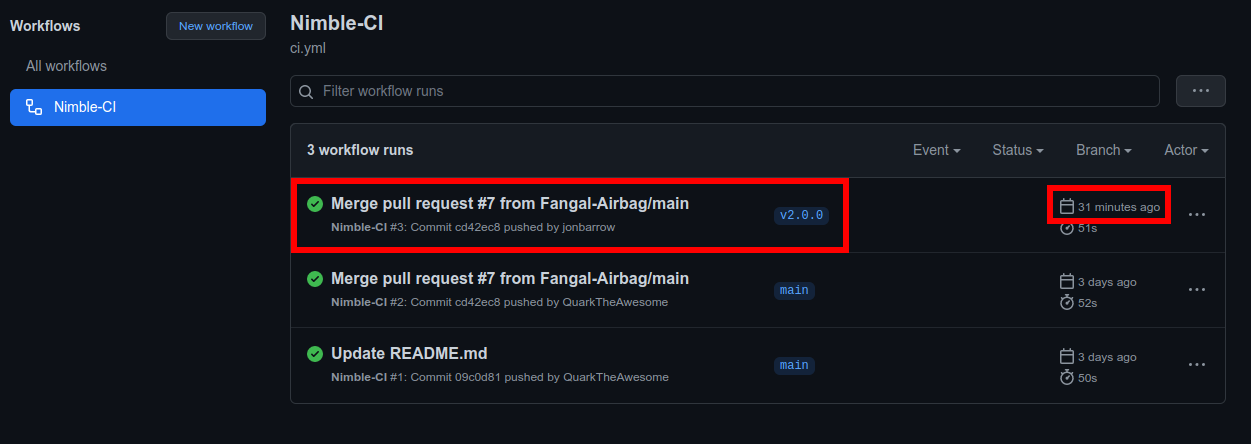 Workflows
New workflow
All workflows
Nimble-CI
Nimble-CI
ci.yml
Filter workflow runs
3 workflow runs
Event
Status
Branch
Actor
Merge pull request #7 from Fangal-Airbag/main
Nimble-CI #3: Commit cd42ec8 pushed by jonbarrow
v2.0.0
31 minutes ago
51s
Merge pull request #7 from Fangal-Airbag/main
Nimble-CI #2: Commit cd42ec8 pushed by QuarkTheAwesome
main
3 days ago
52s
Update README.md
Nimble-CI #1: Commit 09c0d81 pushed by QuarkTheAwesome
main
3 days ago
50s